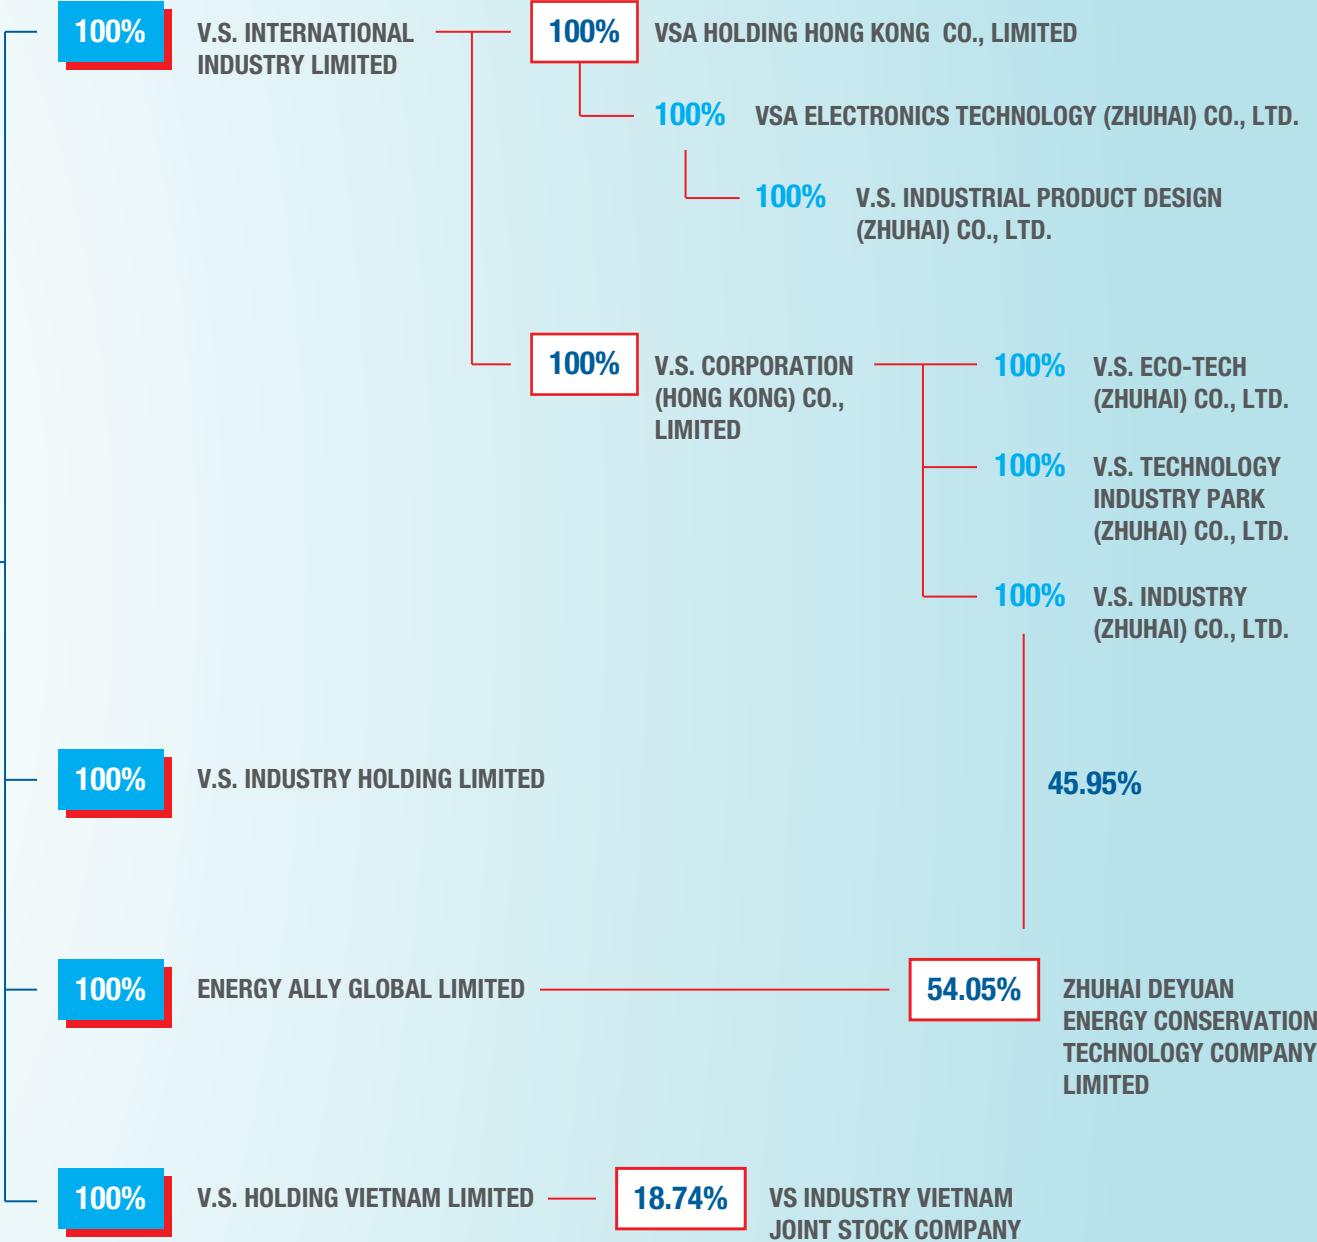 100%
V.S. INTERNATIONAL
INDUSTRY LIMITED
100%
VSA HOLDING HONG KONG CO., LIMITED
100%
VSA ELECTRONICS TECHNOLOGY (ZHUHAI) CO., LTD.
100%
V.S. INDUSTRIAL PRODUCT DESIGN
(ZHUHAI) CO., LTD.
100%
V.S. CORPORATION
(HONG KONG) CO.,
LIMITED
100%
V.S. ECO-TECH
(ZHUHAI) CO., LTD.
100%
V.S. TECHNOLOGY
INDUSTRY PARK
(ZHUHAI) CO., LTD.
100%
V.S. INDUSTRY
(ZHUHAI) CO., LTD.
100%
V.S. INDUSTRY HOLDING LIMITED
45.95%
100%
ENERGY ALLY GLOBAL LIMITED
54.05%
ZHUHAI DEYUAN
ENERGY CONSERVATION
TECHNOLOGY COMPANY
LIMITED
100%
V.S. HOLDING VIETNAM LIMITED
18.74%
VS INDUSTRY VIETNAM
JOINT STOCK COMPANY